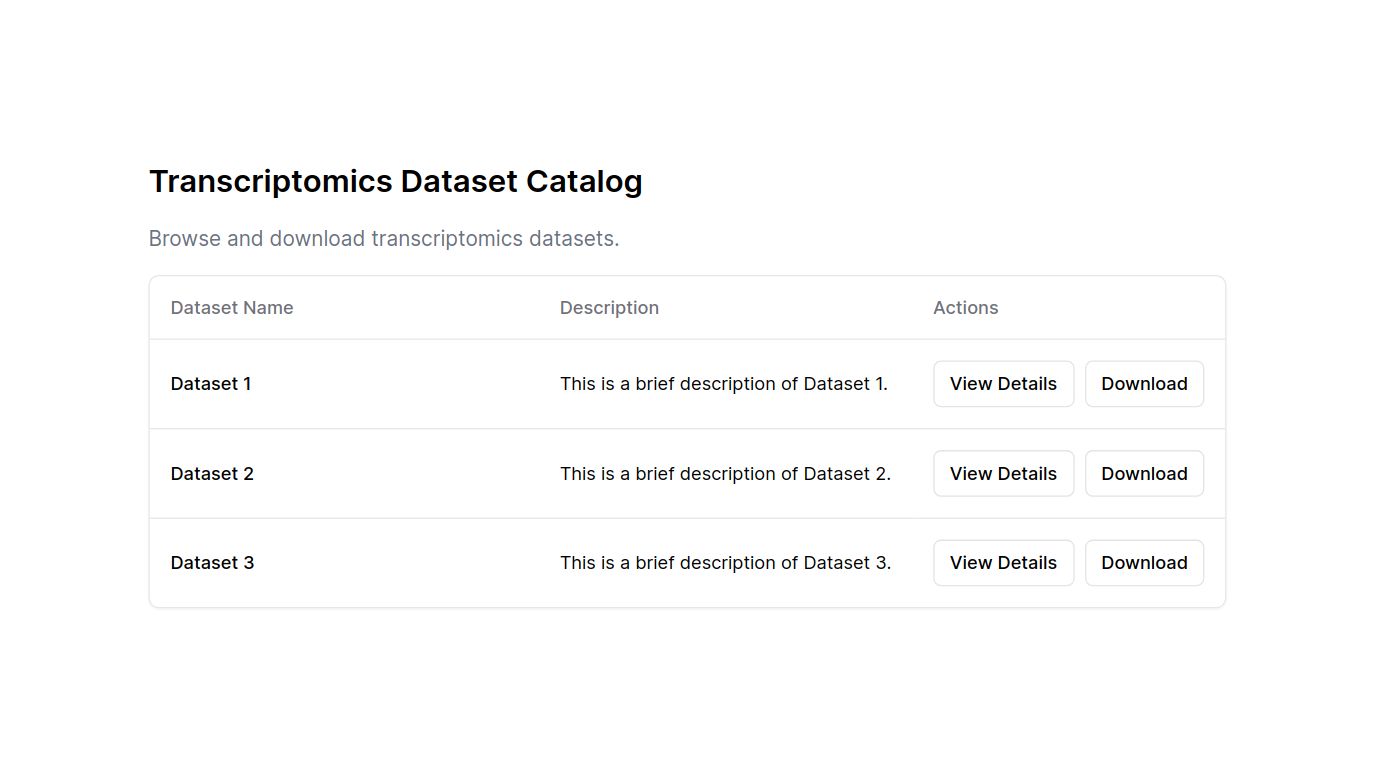 Transcriptomics Dataset Catalog
Browse and download transcriptomics datasets.
Dataset Name Description Actions
Dataset 1 This is a brief description of Dataset 1. View Details Download
Dataset 2 This is a brief description of Dataset 2. View Details Download
Dataset 3 This is a brief description of Dataset 3. View Details Download